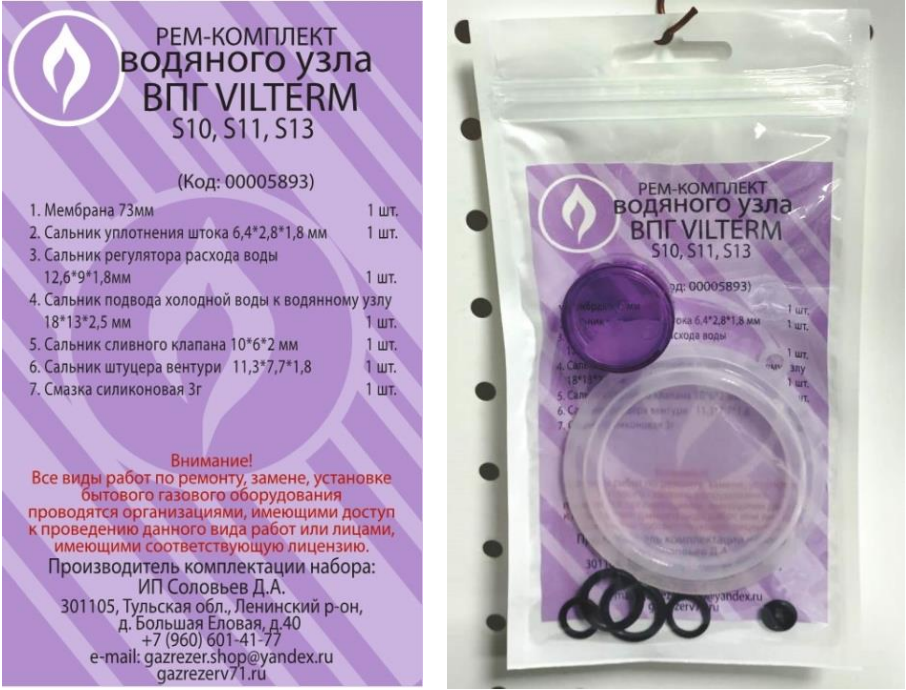 РЕМ-КОМПЛЕКТ
водяного узла
ВПГ VILTERM
S10, S11, S13
(Код: 00005893)
1. Мембрана 73мм 1 шт.
2. Сальник уплотнения штока 6,4*2,8*1,8 мм 1 шт.
3. Сальник регулятора расхода воды
12,6*9*1,8мм 1 шт.
4. Сальник подвода холодной воды к водянному узлу
18*13*2,5 мм 1 шт.
5. Сальник сливного клапана 10*6*2 мм 1 шт.
6. Сальник штуцера вентури 11,3*7,7*1,8 1 шт.
7. Смазка силиконовая 3г 1 шт.
Внимание!
Все виды работ по ремонту, замене, установке
бытового газового оборудования
проводятся организациями, имеющими доступ
к проведению данного вида работ или лицами,
имеющими соответствующую лицензию.
Производитель комплектации набора:
ИП Соловьев Д.А.
301105, Тульская обл., Ленинский р-он,
д. Большая Еловая, д.40
+7 (960) 601-41-77
e-mail: gazrezer.shop@yandex.ru
gazrezerv71.ru
РЕМ-КОМПЛЕКТ
водяного узла
ВПГ VILTERM
S10, S11, S13
00005893)
1 шт.
6,4*2,8*1,8 мм 1 шт.
расхода воды
1 шт.
1 шт.